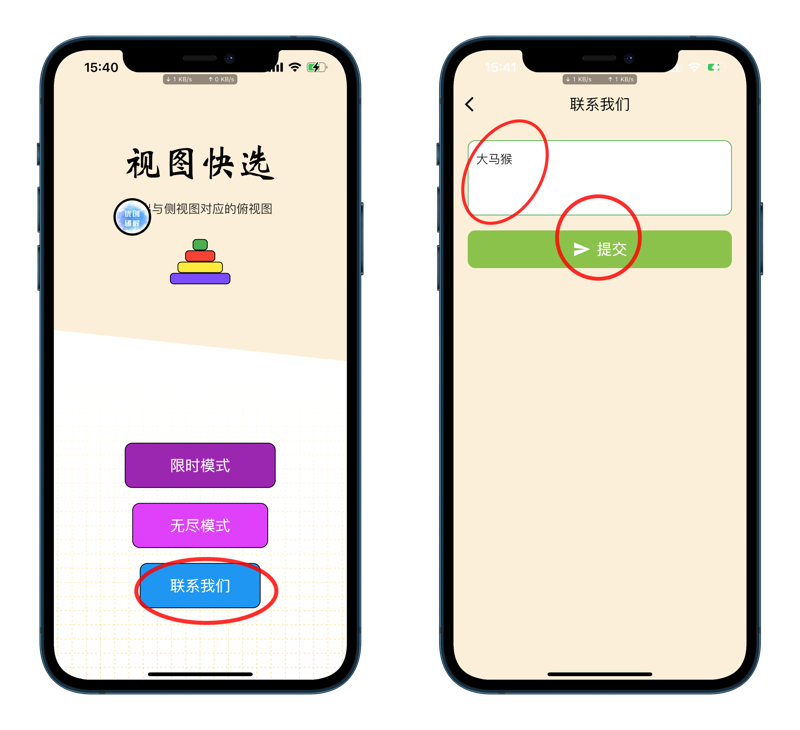 15:40
↓ 1 KB/s ↑ 0 KB/s
视图快选
与侧视图对应的俯视图
限时模式
无尽模式
联系我们
15:41
↓ 1 KB/s ↑ 1 KB/s
联系我们
大马猴
提交